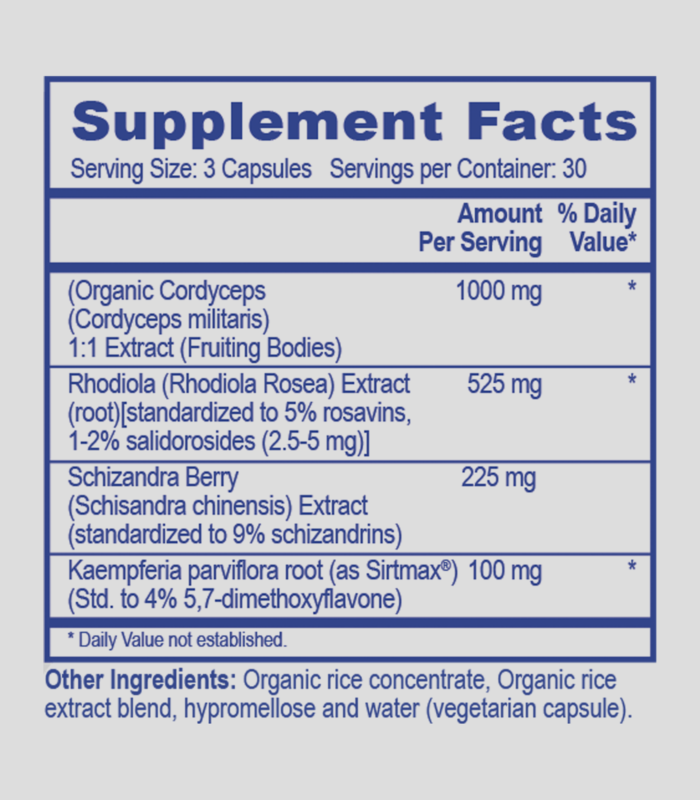 Supplement Facts
Serving Size: 3 Capsules Servings per Container: 30
Amount % Daily
Per Serving Value*
(Organic Cordyceps 1000 mg *
(Cordyceps militaris)
1:1 Extract (Fruiting Bodies)
Rhodiola (Rhodiola Rosea) Extract 525 mg *
(root)[standardized to 5% rosavins,
1-2% salidorosides (2.5-5 mg)]
Schizandra Berry 225 mg
(Schisandra chinensis) Extract
(standardized to 9% schizandrins)
Kaempferia parviflora root (as Sirtmax®) 100 mg *
(Std. to 4% 5,7-dimethoxyflavone)
* Daily Value not established.
Other Ingredients: Organic rice concentrate, Organic rice
extract blend, hypromellose and water (vegetarian capsule).